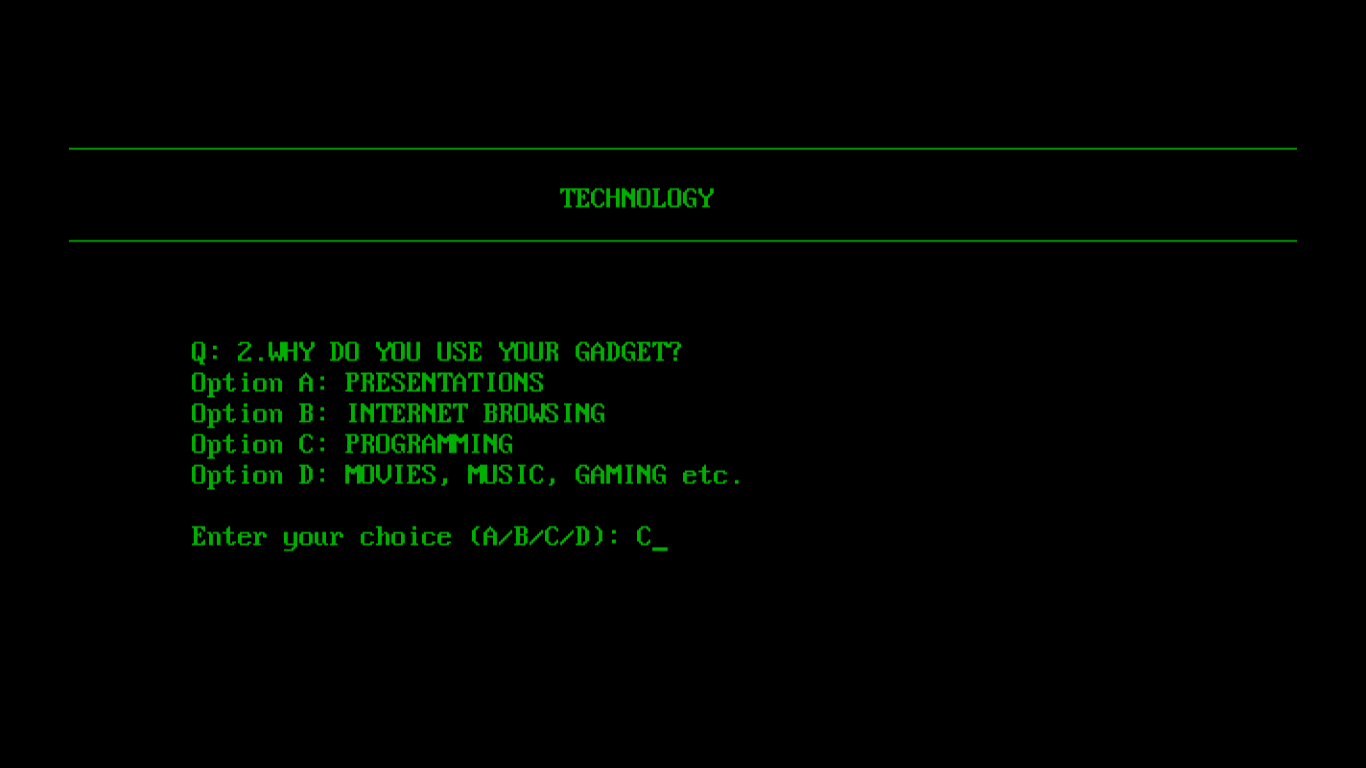 TECHNOLOGY
Q: 2.WHY DO YOU USE YOUR GADGET?
Option A: PRESENTATIONS
Option B: INTERNET BROWSING
Option C: PROGRAMMING
Option D: MOVIES, MUSIC, GAMING etc.
Enter your choice (A/B/C/D): C_